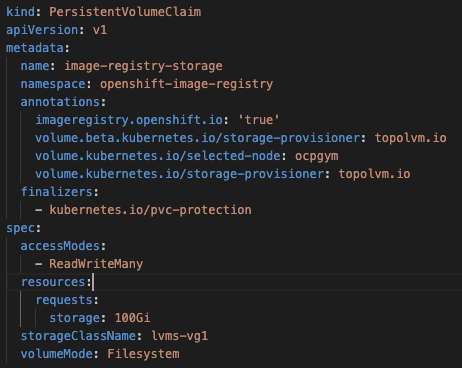 kind: PersistentVolumeClaim
apiVersion: v1
metadata:
  name: image-registry-storage
  namespace: openshift-image-registry
  annotations:
    imageregistry.openshift.io: 'true'
    volume.beta.kubernetes.io/storage-provisioner: topolvm.io
    volume.kubernetes.io/selected-node: ocpgym
    volume.kubernetes.io/storage-provisioner: topolvm.io
  finalizers:
    - kubernetes.io/pvc-protection
spec:
  accessModes:
    - ReadWriteMany
  resources:
    requests:
      storage: 100Gi
  storageClassName: lvms-vg1
  volumeMode: Filesystem